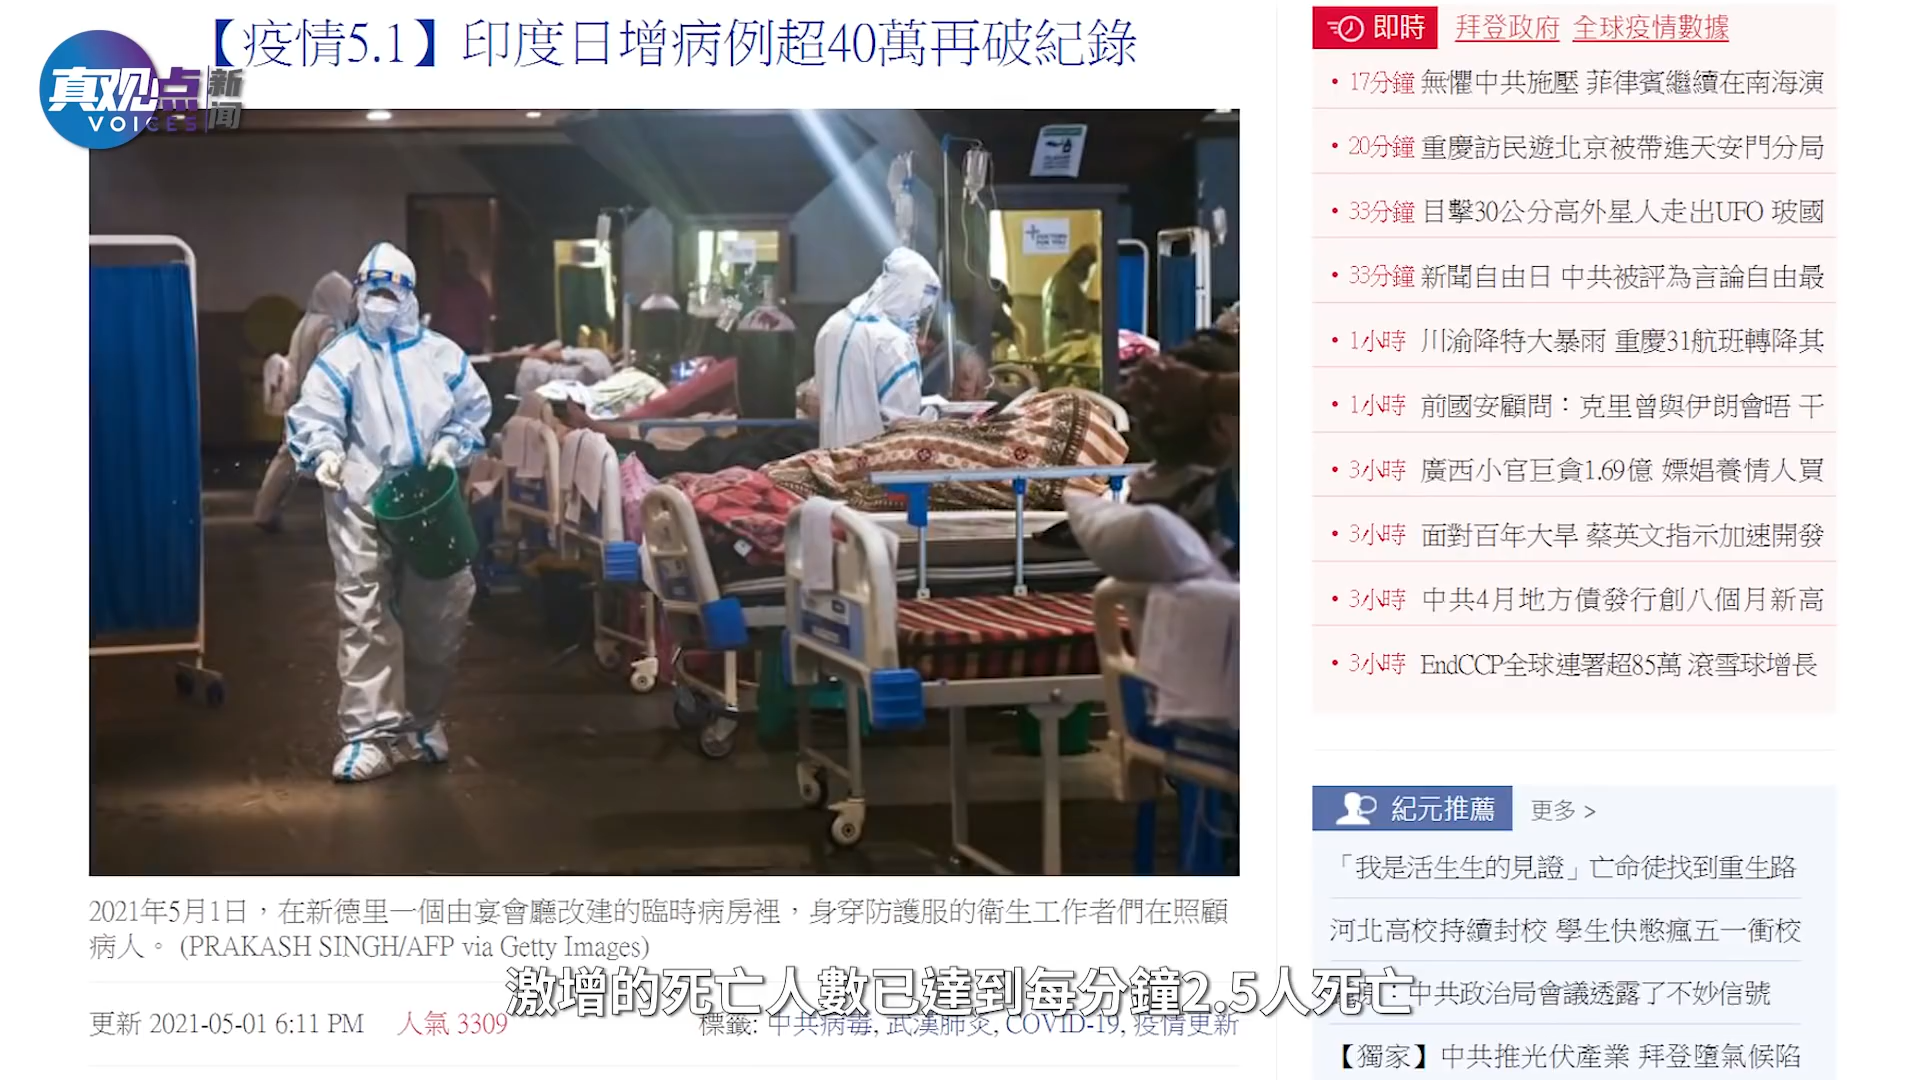 【疫情5.1】印度日增病例超40萬再破紀錄
真观点新闻
VOICES
DOCTORS FOR YOU
2021年5月1日，在新德里一個由宴會廳改建的臨時病房裡，身穿防護服的衛生工作者們在照顧
病人。 (PRAKASH SINGH/AFP via Getty Images)
激增的死亡人數已達到每分鐘2.5人死亡
更新 2021-05-01 6:11 PM 人氣 3309 標籤: 中共病毒, 武漢肺炎, COVID-19, 疫情更新
即時 拜登政府 全球疫情數據
• 17分鐘 無懼中共施壓 菲律賓繼續在南海演
• 20分鐘 重慶訪民遊北京被帶進天安門分局
• 33分鐘 目擊30公分高外星人走出UFO 玻國
• 33分鐘 新聞自由日 中共被評為言論自由最
• 1小時 川渝降特大暴雨 重慶31航班轉降其
• 1小時 前國安顧問：克里曾與伊朗會晤 干
• 3小時 廣西小官巨貪1.69億 嫖娼養情人買
• 3小時 面對百年大旱 蔡英文指示加速開發
• 3小時 中共4月地方債發行創八個月新高
• 3小時 EndCCP全球連署超85萬 滾雪球增長
紀元推薦 更多 >
「我是活生生的見證」亡命徒找到重生路
河北高校持續封校 學生快憋瘋五一衝校
：中共政治局會議透露了不妙信號
【獨家】中共推光伏產業 拜登墮氣候陷